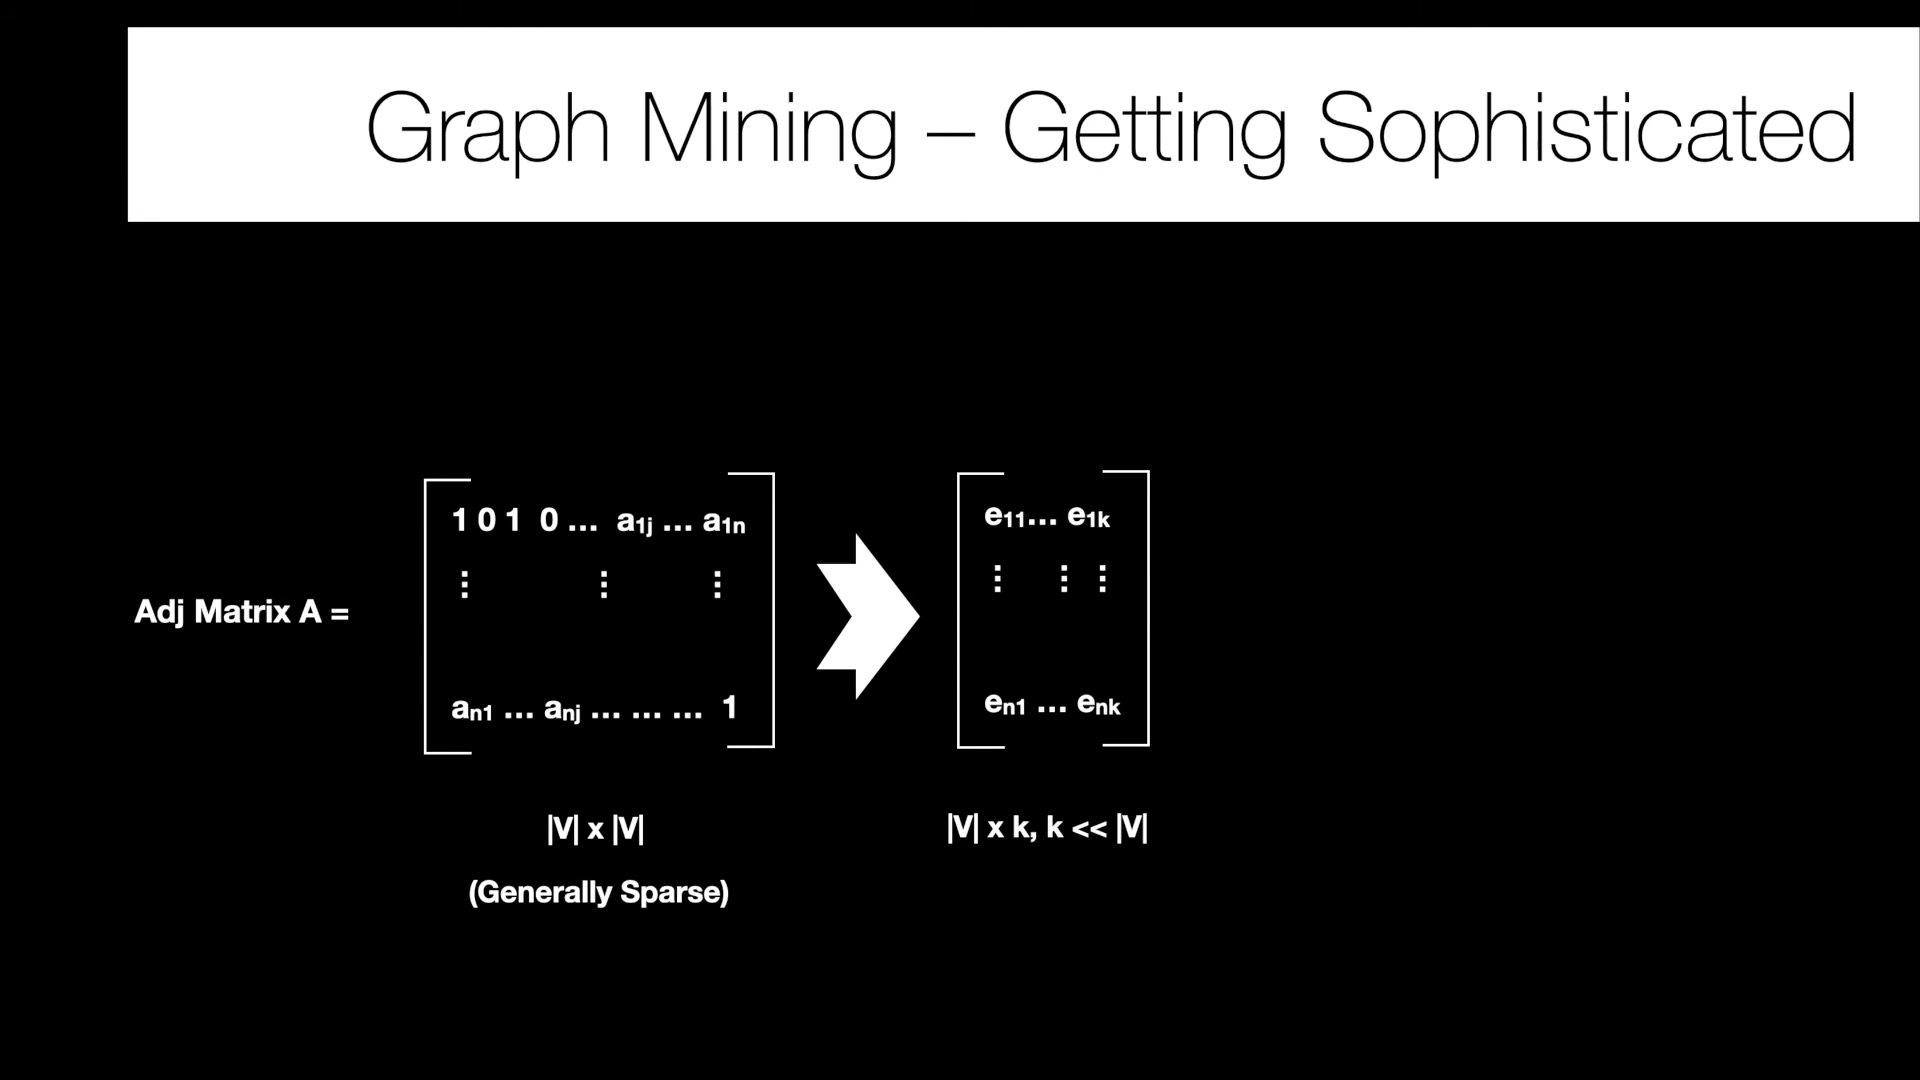 Graph Mining – Getting Sophisticated
Adj Matrix A =
1 0 1 0 ... a1j ... a1n
⋮ ⋮ ⋮
an1 ... anj ... ... ... 1
|V| x |V|
(Generally Sparse)
e11... e1k
⋮ ⋮ ⋮
en1 ... enk
|V| x k, k << |V|